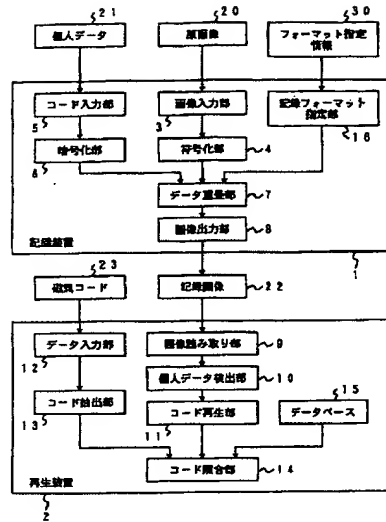 21
20
30
個人データ
原画像
フォーマット指定
情報
コード入力部
5
画像入力部
3
記録フォーマット
指定部
16
暗号化部
6
符号化部
4
データ重畳部
7
画像出力部
8
記録装置
1
23
磁気コード
記録画像
22
データ入力部
12
画像読み取り部
9
個人データ検出部
10
コード抽出部
13
コード再生部
11
15
データベース
コード照合部
14
再生装置
2